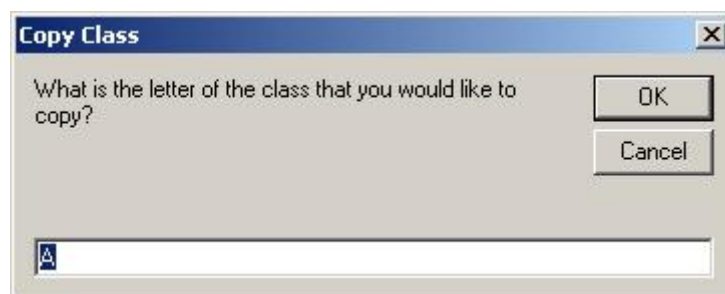 Copy Class
What is the letter of the class that you would like to
copy?
OK
Cancel
A